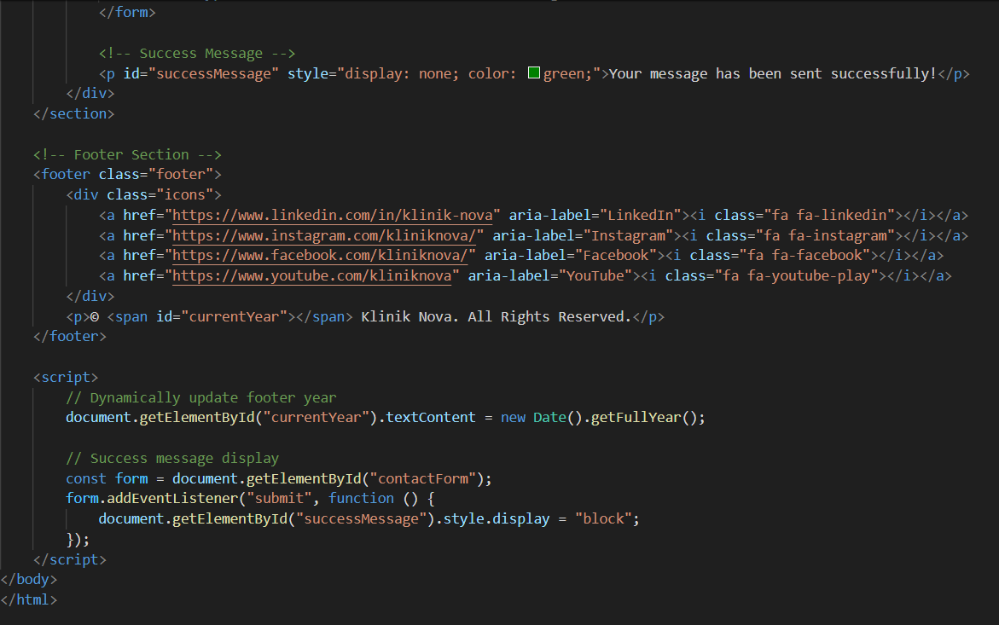 </form>
<!-- Success Message -->
<p id="successMessage" style="display: none; color: green;">Your message has been sent successfully!</p>
</div>
</section>
<!-- Footer Section -->
<footer class="footer">
<div class="icons">
<a href="https://www.linkedin.com/in/klinik-nova" aria-label="LinkedIn"><i class="fa fa-linkedin"></i></a>
<a href="https://www.instagram.com/kliniknova/" aria-label="Instagram"><i class="fa fa-instagram"></i></a>
<a href="https://www.facebook.com/kliniknova/" aria-label="Facebook"><i class="fa fa-facebook"></i></a>
<a href="https://www.youtube.com/kliniknova" aria-label="YouTube"><i class="fa fa-youtube-play"></i></a>
</div>
<p>© <span id="currentYear"></span> Klinik Nova. All Rights Reserved.</p>
</footer>
<script>
// Dynamically update footer year
document.getElementById("currentYear").textContent = new Date().getFullYear();
// Success message display
const form = document.getElementById("contactForm");
form.addEventListener("submit", function () {
document.getElementById("successMessage").style.display = "block";
});
</script>
</body>
</html>